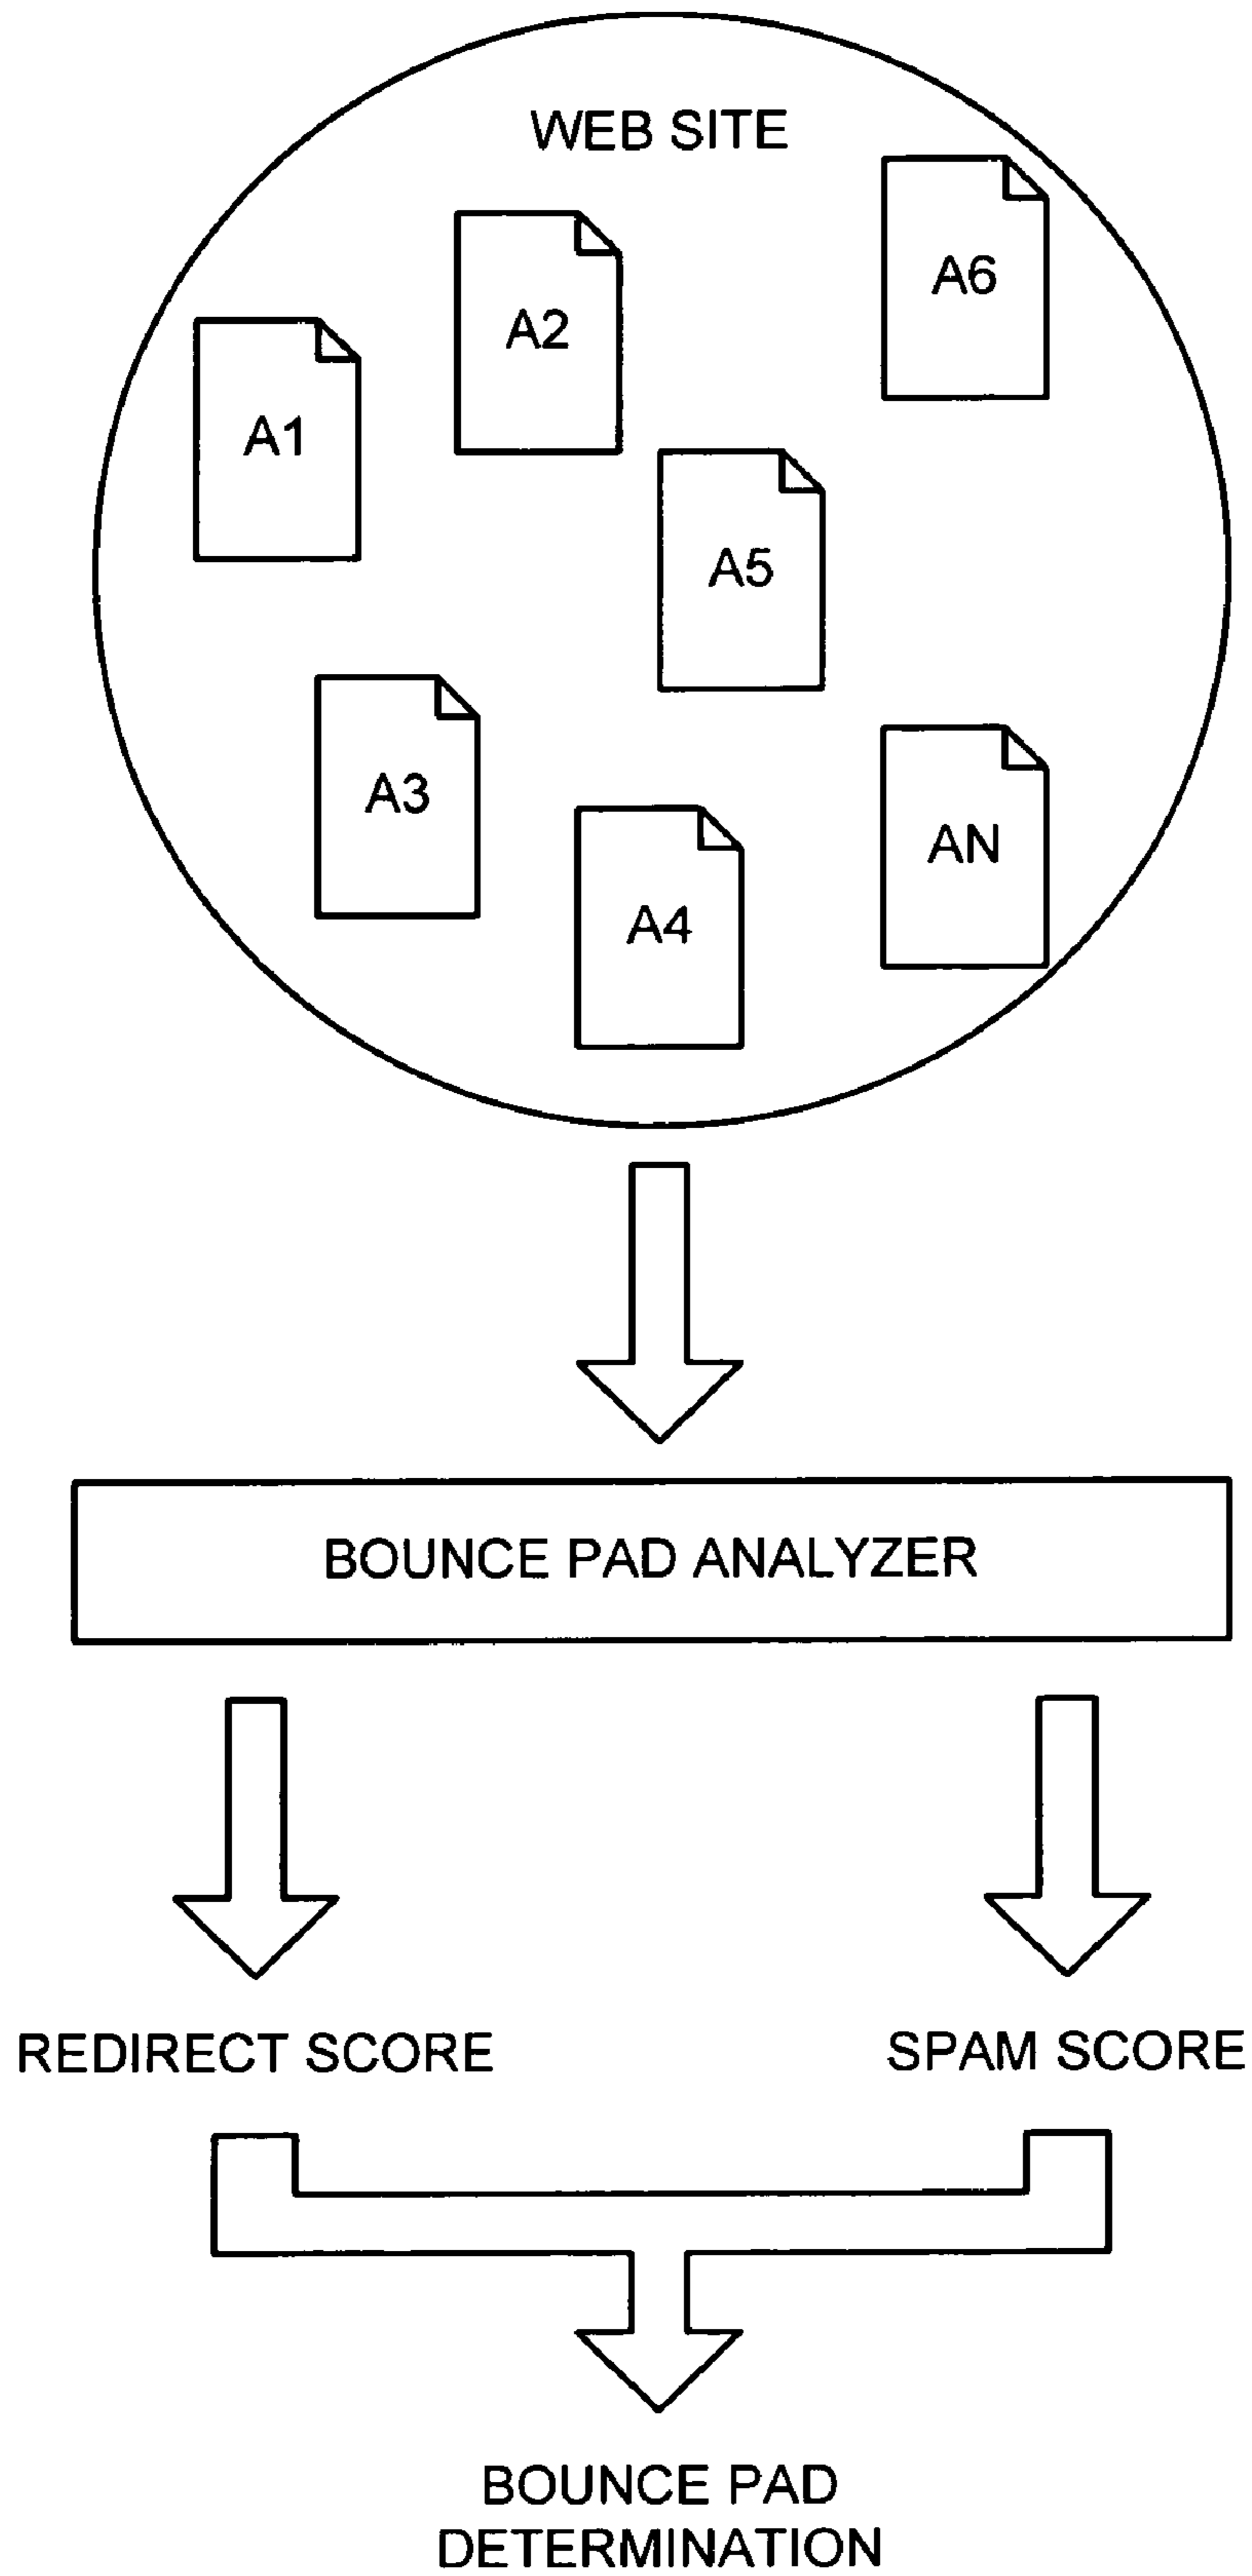 WEB SITE
A6
A2
A1
A5
A3
AN
A4
BOUNCE PAD ANALYZER
REDIRECT SCORE
SPAM SCORE
BOUNCE PAD
DETERMINATION